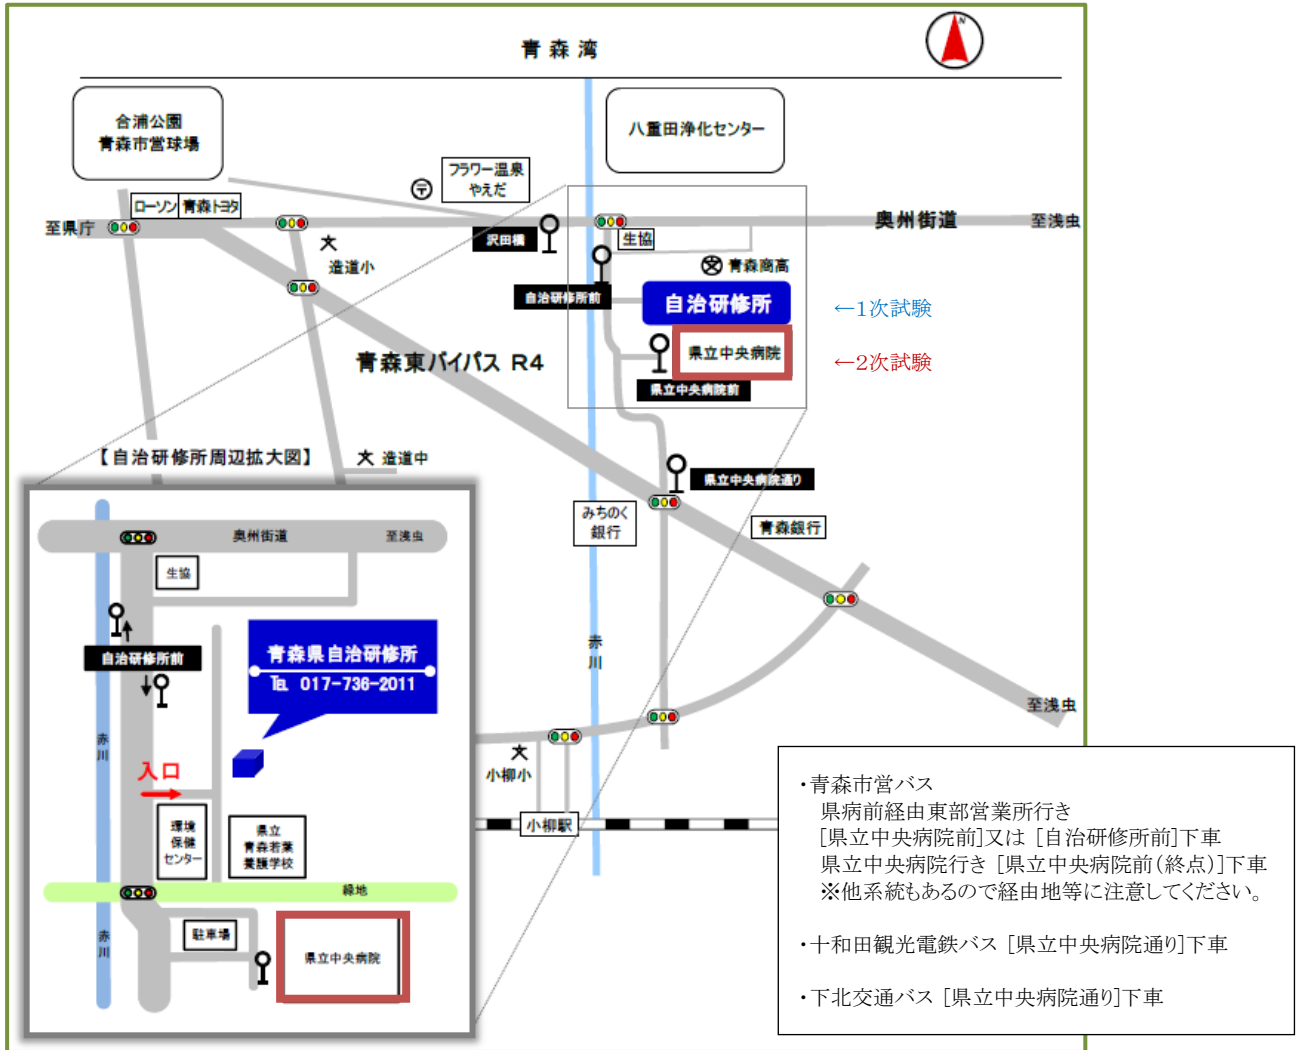 N
青森湾
合浦公園
青森市営球場
八重田浄化センター
フラワー温泉
やえだ
〒
ローソン
青森トヨタ
至県庁
奥州街道
至浅虫
沢田橋
生協
文
造道小
文
青森商高
自治研修所前
自治研修所
←1次試験
青森東バイパス R4
県立中央病院
←2次試験
県立中央病院前
【自治研修所周辺拡大図】
文 造道中
県立中央病院通り
みちのく
銀行
青森銀行
赤
川
至浅虫
文
小柳小
小柳駅
奥州街道
至浅虫
生協
自治研修所前
青森県自治研修所
℡ 017-736-2011
赤
川
入口
環境
保健
センター
県立
青森若葉
養護学校
緑地
赤
川
駐車場
県立中央病院
・青森市営バス
県病前経由東部営業所行き
[県立中央病院前]又は [自治研修所前]下車
県立中央病院行き [県立中央病院前(終点)]下車
※他系統もあるので経由地等に注意してください。
・十和田観光電鉄バス [県立中央病院通り]下車
・下北交通バス [県立中央病院通り]下車